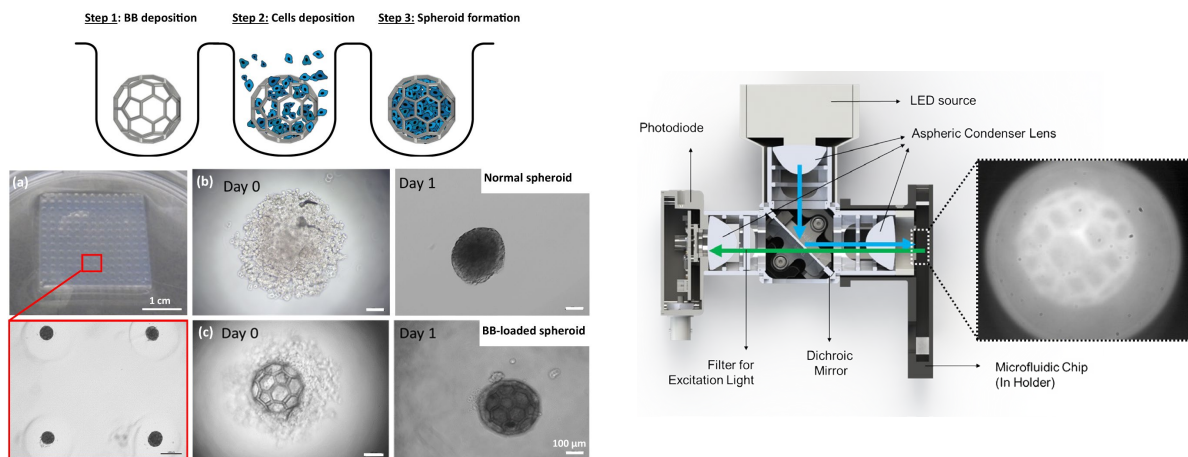 Step 1: BB deposition
Step 2: Cells deposition
Step 3: Spheroid formation
(a)
1 cm
(b)
Day 0
Day 1
Normal spheroid
(c)
Day 0
Day 1
BB-loaded spheroid
100 µm
LED source
Photodiode
Aspheric Condenser Lens
Filter for
Excitation Light
Dichroic
Mirror
Microfluidic Chip
(In Holder)